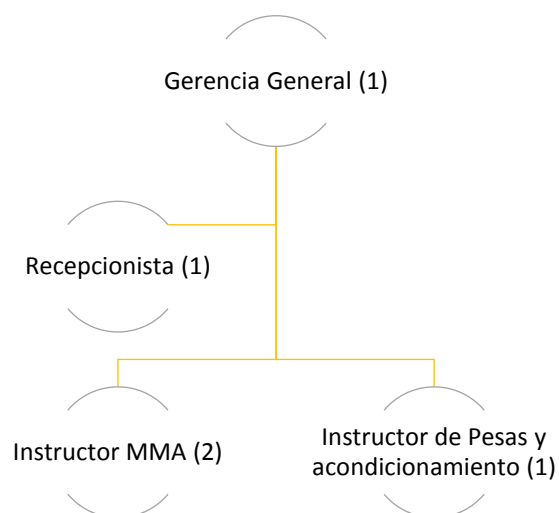 Gerencia General (1)
Recepcionista (1)
Instructor MMA (2)
Instructor de Pesas y
acondicionamiento (1)